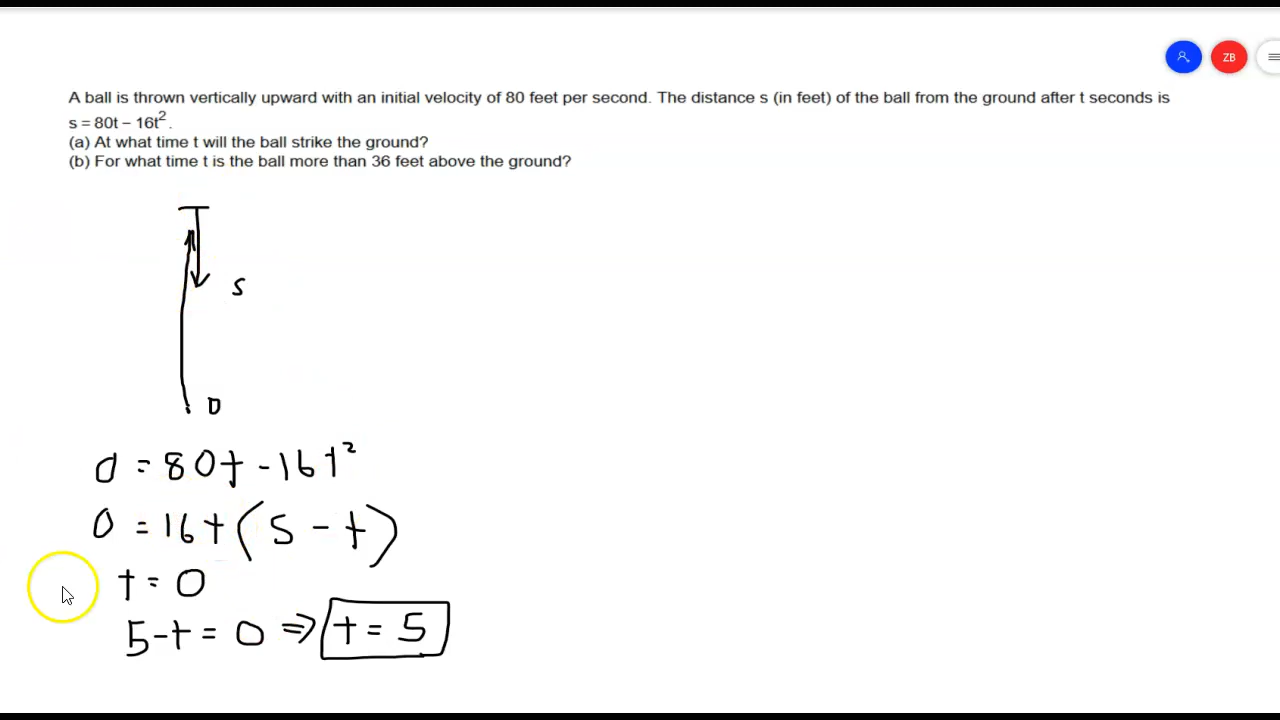 ZB
A ball is thrown vertically upward with an initial velocity of 80 feet per second. The distance s (in feet) of the ball from the ground after t seconds is
s = 80t − 16t².
(a) At what time t will the ball strike the ground?
(b) For what time t is the ball more than 36 feet above the ground?
s
0
0 = 80t - 16t²
0 = 16t (5 - t)
t = 0
5-t = 0 ⇒ t = 5